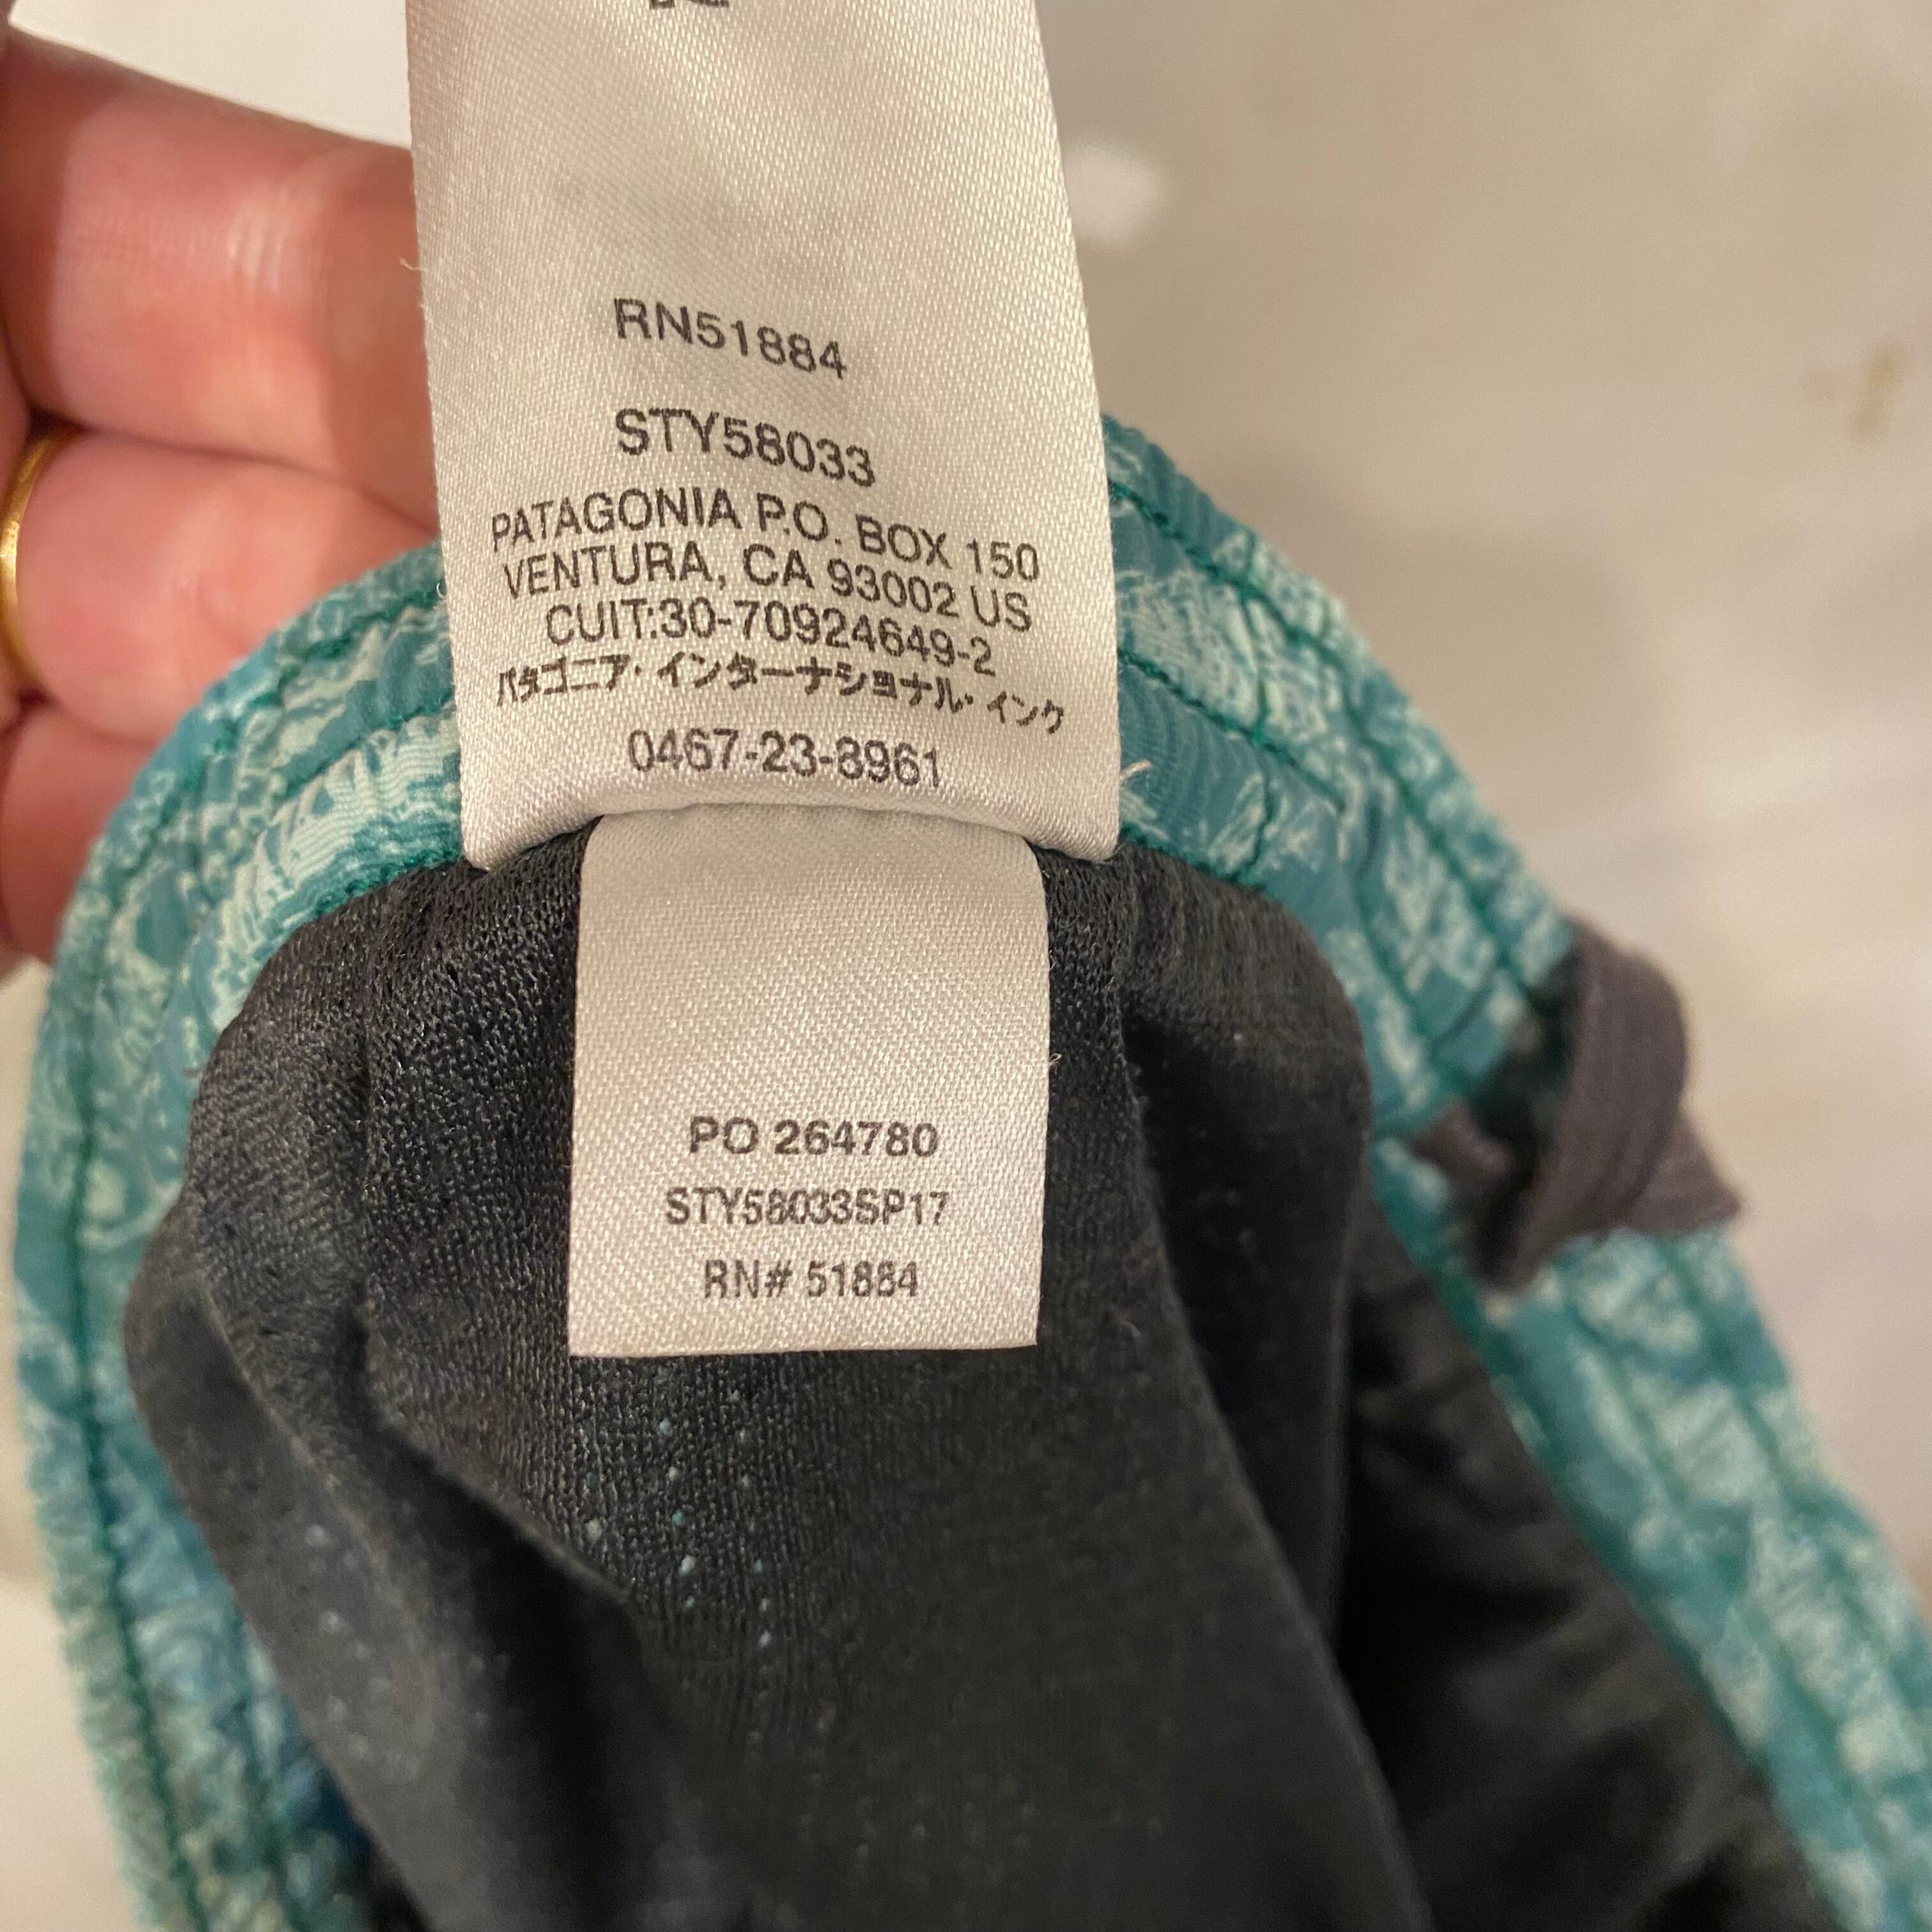 RN51884
STY58033
PATAGONIA P.O. BOX 150
VENTURA, CA 93002 US
CUIT:30-70924649-2
パタゴニア・インターナショナル・インク
0467-23-8961
PO 264780
STY58033SP17
RN# 51884